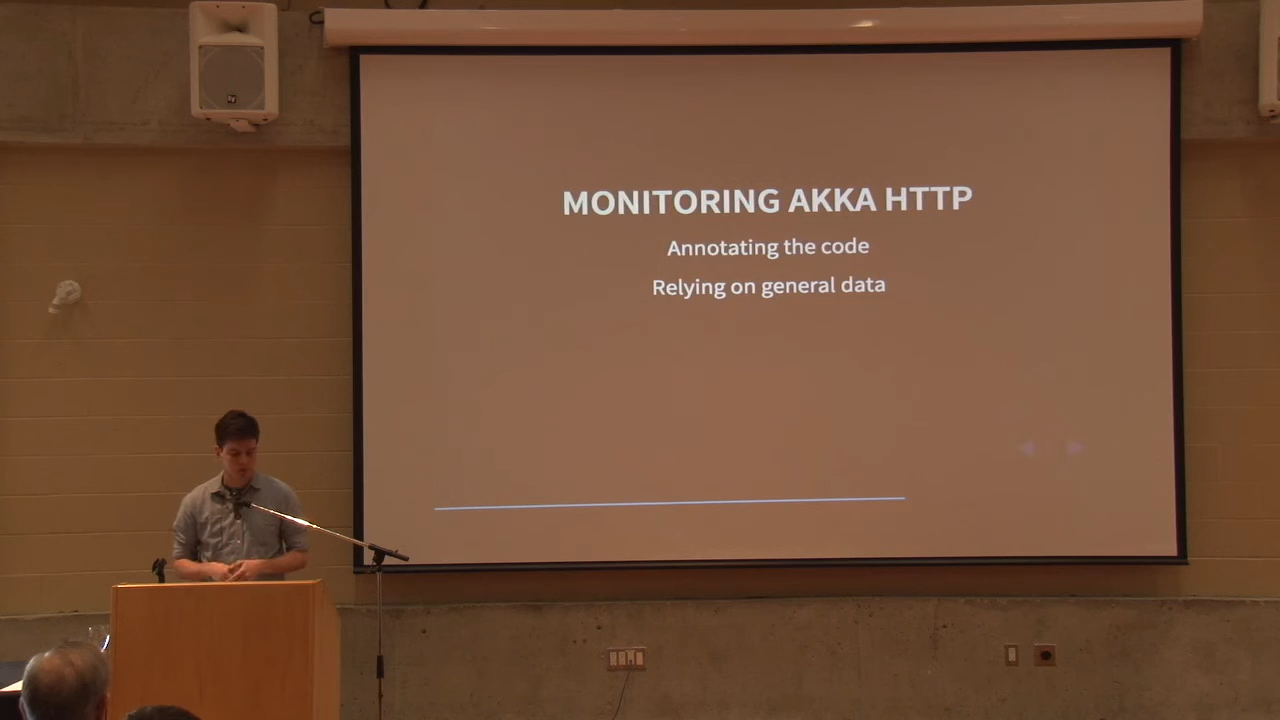 MONITORING AKKA HTTP
Annotating the code
Relying on general data